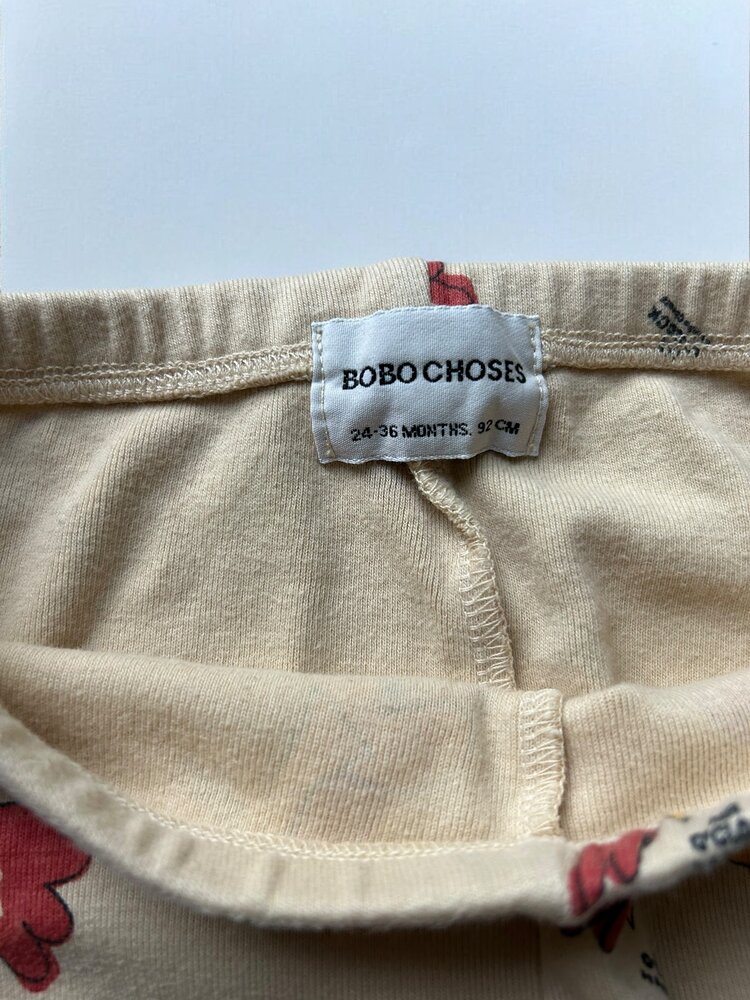 BOBO CHOSES
24-36 MONTHS. 92 CM